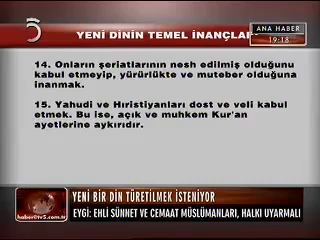 5
YENİ DİNİN TEMEL İNANÇLAR
ANA HABER
19:18
14. Onların şeriatlarının nesh edilmiş olduğunu
kabul etmeyip, yürürlükte ve muteber olduğuna
inanmak.
15. Yahudi ve Hıristiyanları dost ve veli kabul
etmek. Bu ise, açık ve muhkem Kur'an
ayetlerine aykırıdır.
YENİ BİR DİN TÜRETİLMEK İSTENİYOR
haber@tv5.com.tr
EYGİ: EHLİ SÜNNET VE CEMAAT MÜSLÜMANLARI, HALKI UYARMALI